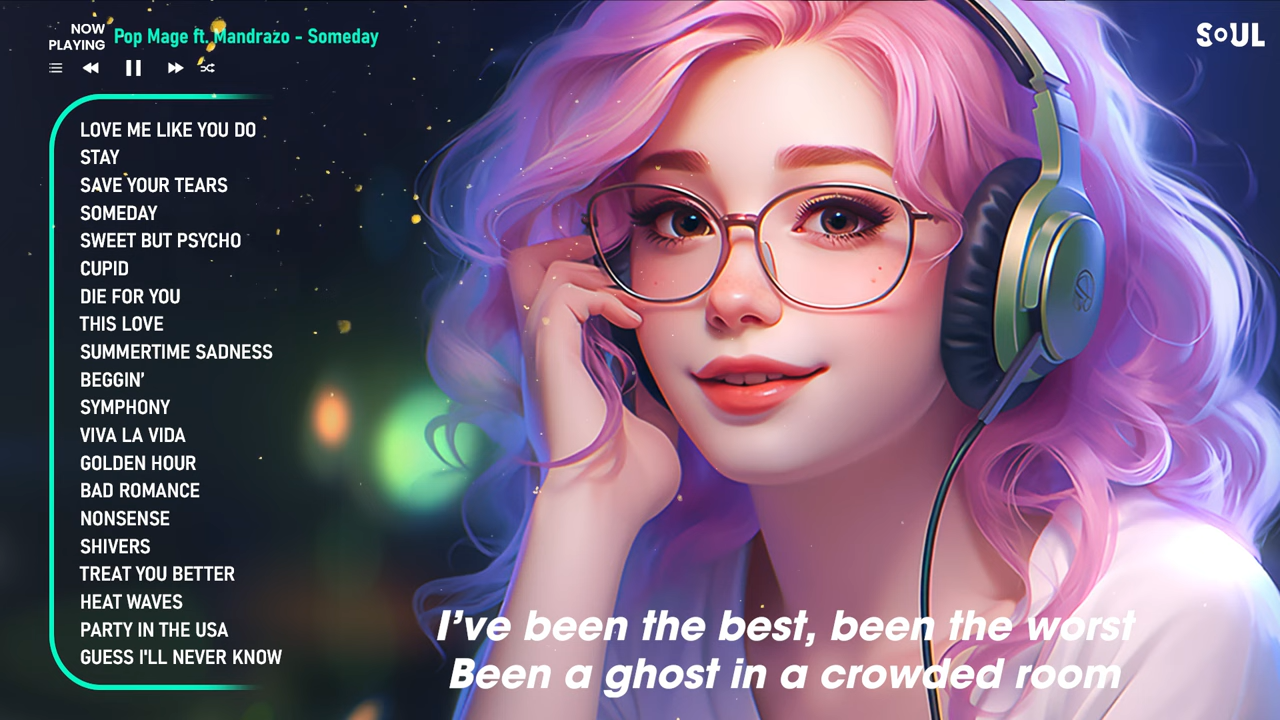 NOW
PLAYING
Pop Mage ft. Mandrazo - Someday
SOUL
LOVE ME LIKE YOU DO
STAY
SAVE YOUR TEARS
SOMEDAY
SWEET BUT PSYCHO
CUPID
DIE FOR YOU
THIS LOVE
SUMMERTIME SADNESS
BEGGIN'
SYMPHONY
VIVA LA VIDA
GOLDEN HOUR
BAD ROMANCE
NONSENSE
SHIVERS
TREAT YOU BETTER
HEAT WAVES
PARTY IN THE USA
GUESS I'LL NEVER KNOW
I've been the best, been the worst
Been a ghost in a crowded room